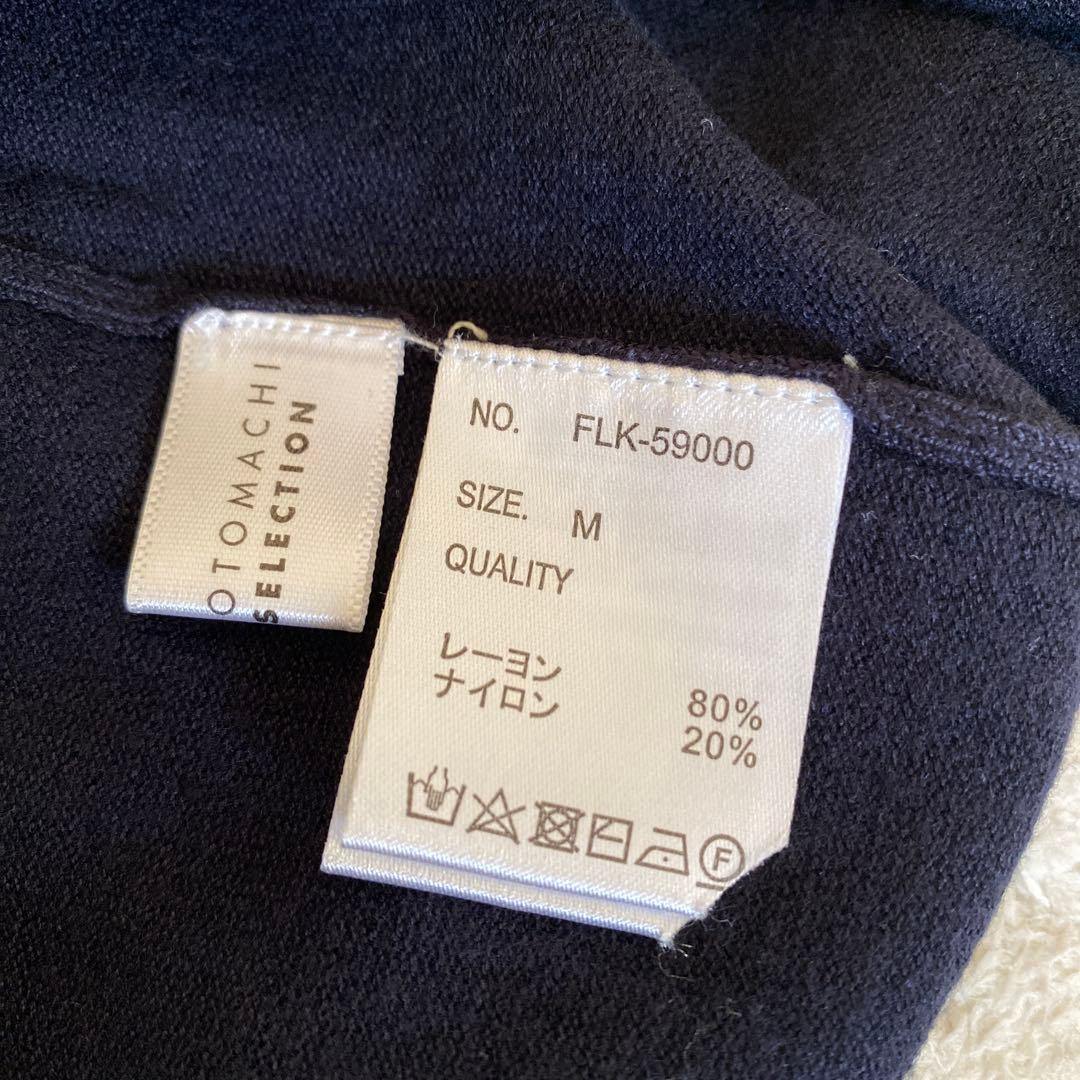 OTOMACHI
SELECTION
NO. FLK-59000
SIZE. M
QUALITY
レーヨン 80%
ナイロン 20%
F